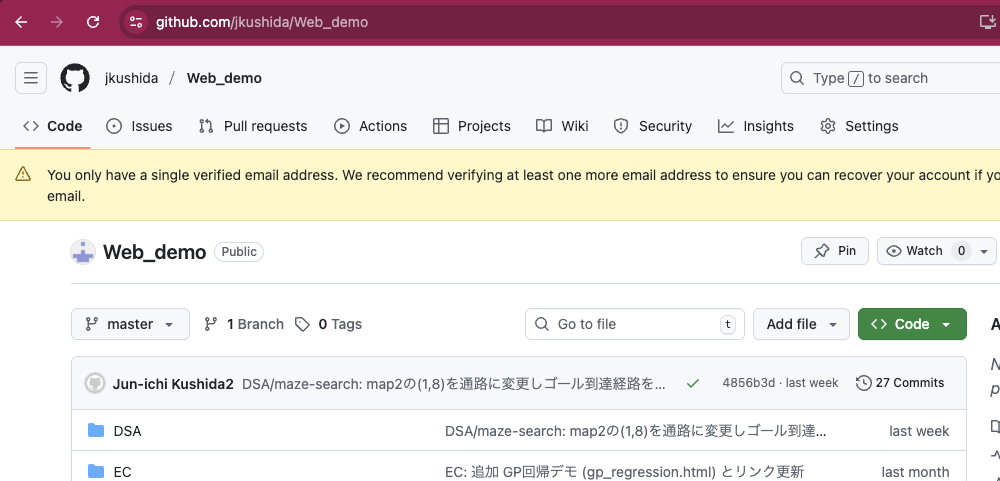 github.com/jkushida/Web_demo
jkushida / Web_demo
Type / to search
Code Issues Pull requests Actions Projects Wiki Security Insights Settings
You only have a single verified email address. We recommend verifying at least one more email address to ensure you can recover your account if yo
email.
Web_demo Public Pin Watch 0
master 1 Branch 0 Tags Go to file t Add file Code
Jun-ichi Kushida2 DSA/maze-search: map2の(1,8)を通路に変更しゴール到達経路を... 4856b3d · last week 27 Commits
DSA DSA/maze-search: map2の(1,8)を通路に変更しゴール到達... last week
EC EC: 追加 GP回帰デモ (gp_regression.html) とリンク更新 last month